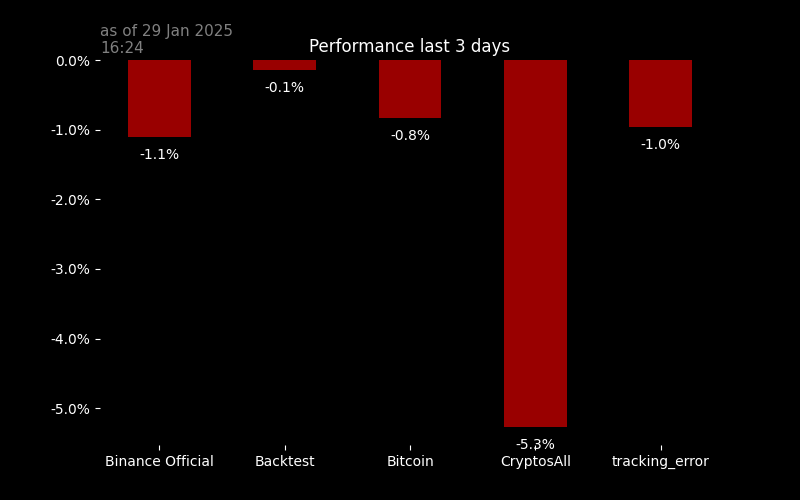 as of 29 Jan 2025
16:24
Performance last 3 days
0.0%
-1.0%
-2.0%
-3.0%
-4.0%
-5.0%
-1.1%
-0.1%
-0.8%
-5.3%
-1.0%
Binance Official
Backtest
Bitcoin
CryptosAll
tracking_error